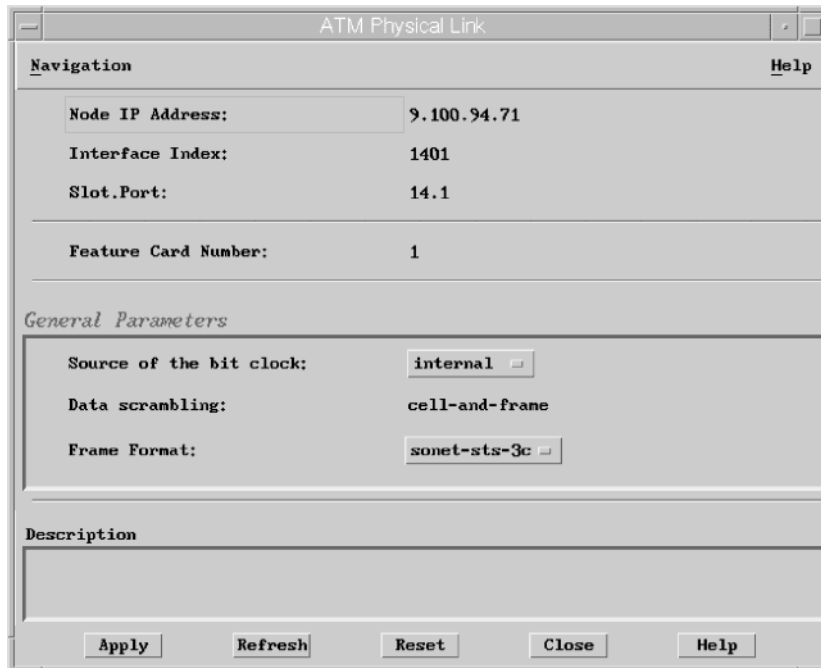 ATM Physical Link
Navigation Help
Node IP Address: 9.100.94.71
Interface Index: 1401
Slot.Port: 14.1
Feature Card Number: 1
General Parameters
Source of the bit clock: internal
Data scrambling: cell-and-frame
Frame Format: sonet-sts-3c
Description
Apply Refresh Reset Close Help